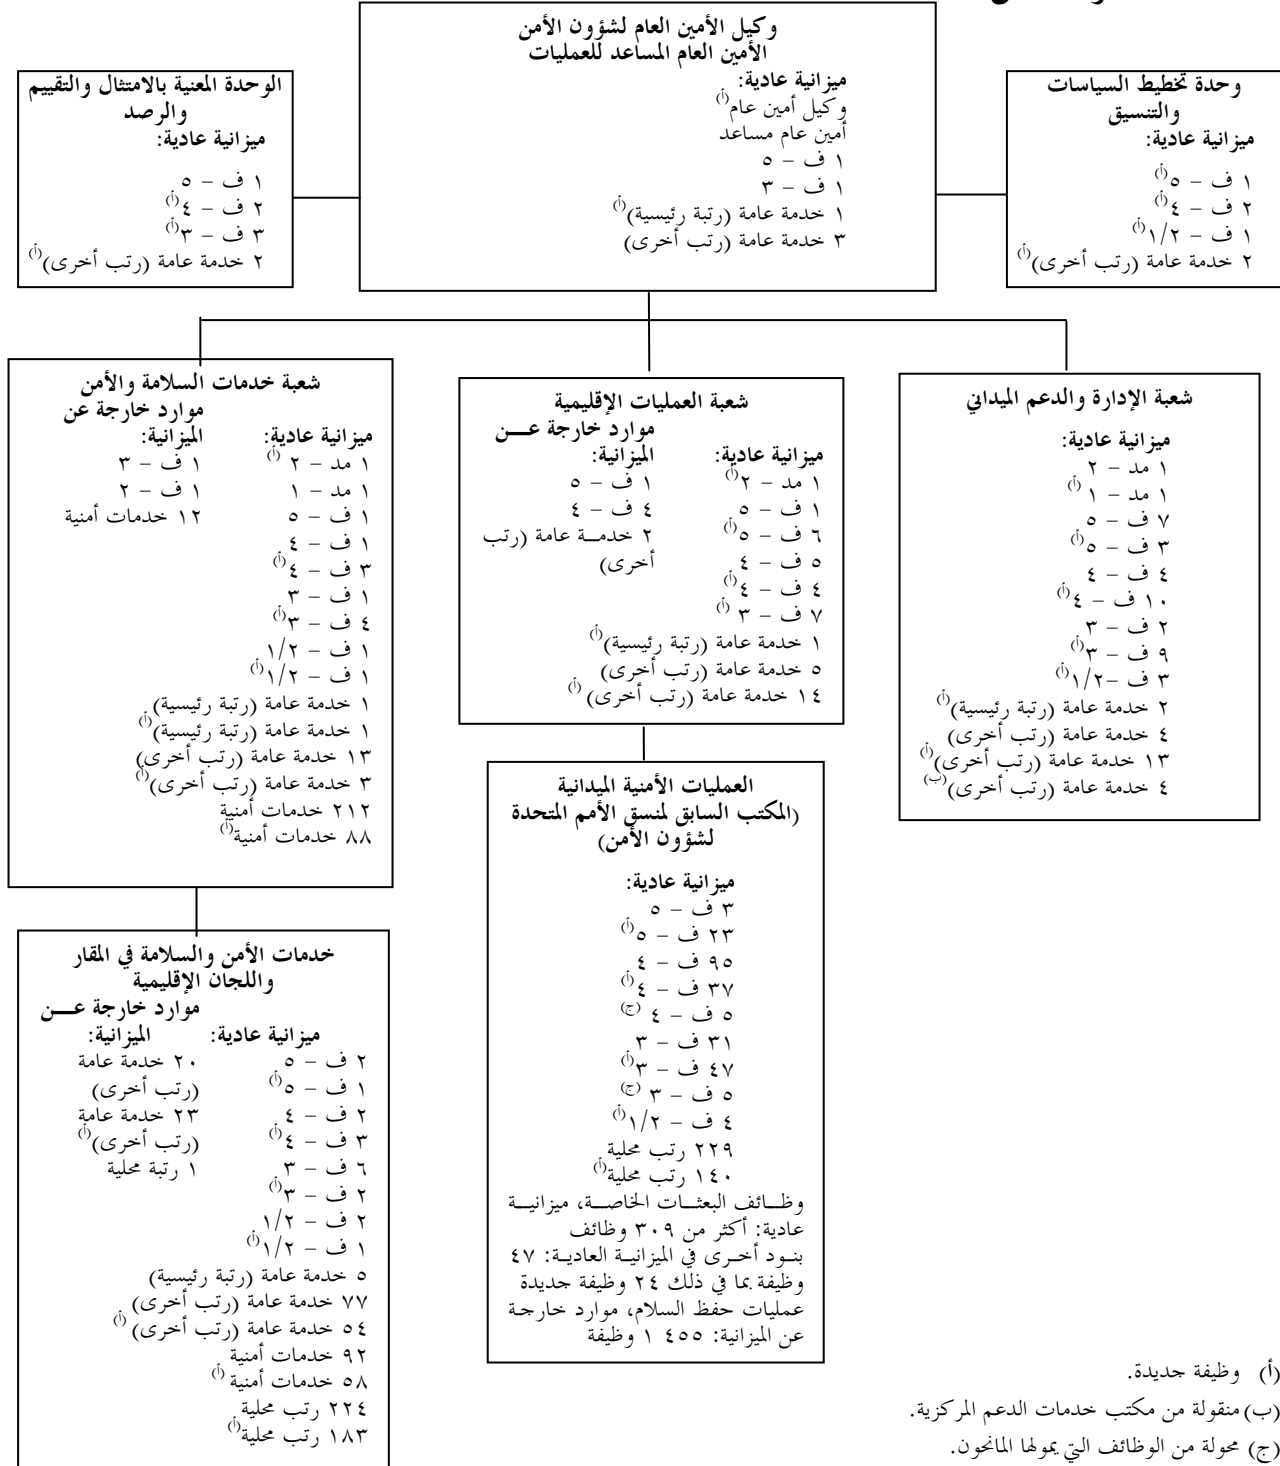 وكيل الأمين العام لشؤون الأمن
الأمين العام المساعد للعمليات
ميزانية عادية:
وكيل أمين عام(أ)
أمين عام مساعد
١ ف - ٥
١ ف - ٣
١ خدمة عامة (رتبة رئيسية)(أ)
٣ خدمة عامة (رتب أخرى)
وحدة تخطيط السياسات
والتنسيق
ميزانية عادية:
١ ف - ٥(أ)
٢ ف - ٤(أ)
١ ف - ١/٢(أ)
٢ خدمة عامة (رتب أخرى)(أ)
الوحدة المعنية بالامتثال والتقييم
والرصد
ميزانية عادية:
١ ف - ٥
٢ ف - ٤(أ)
٣ ف - ٣(أ)
٢ خدمة عامة (رتب أخرى)(أ)
شعبة الإدارة والدعم الميداني
ميزانية عادية:
١ مد - ٢
١ مد - ١ (أ)
٧ ف - ٥
٣ ف - ٥(أ)
٤ ف - ٤
١٠ ف - ٤(أ)
٢ ف - ٣
٩ ف - ٣(أ)
٣ ف -١/٢(أ)
٢ خدمة عامة (رتبة رئيسية)(أ)
٤ خدمة عامة (رتب أخرى)
١٣ خدمة عامة (رتب أخرى)(أ)
٤ خدمة عامة (رتب أخرى)(ب)
شعبة العمليات الإقليمية
ميزانية عادية:
١ مد - ٢(أ)
١ ف - ٥
٦ ف - ٥(أ)
٥ ف - ٤
٤ ف - ٤(أ)
٧ ف - ٣ (أ)
١ خدمة عامة (رتبة رئيسية)(أ)
٥ خدمة عامة (رتب أخرى)
١٤ خدمة عامة (رتب أخرى) (أ)
موارد خارجة عـــن
الميزانية:
١ ف - ٥
٤ ف - ٤
٢ خدمـة عامة (رتب
أخرى)
شعبة خدمات السلامة والأمن
ميزانية عادية:
١ مد - ٢ (أ)
١ مد - ١
١ ف - ٥
١ ف - ٤
٣ ف - ٤(أ)
١ ف - ٣
٤ ف - ٣(أ)
١ ف - ١/٢
١ ف - ١/٢(أ)
١ خدمة عامة (رتبة رئيسية)
١ خدمة عامة (رتبة رئيسية)(أ)
١٣ خدمة عامة (رتب أخرى)
٣ خدمة عامة (رتب أخرى)(أ)
٢١٢ خدمات أمنية
٨٨ خدمات أمنية(أ)
موارد خارجة عن
الميزانية:
١ ف - ٣
١ ف - ٢
١٢ خدمات أمنية
العمليات الأمنية الميدانية
(المكتب السابق لمنسق الأمم المتحدة
لشؤون الأمن)
ميزانية عادية:
٣ ف - ٥
٢٣ ف - ٥(أ)
٩٥ ف - ٤
٣٧ ف - ٤(أ)
٥ ف - ٤ (ج)
٣١ ف - ٣
٤٧ ف - ٣(أ)
٥ ف - ٣ (ج)
٤ ف - ١/٢(أ)
٢٢٩ رتب محلية
١٤٠ رتب محلية(أ)
وظـــائف البعثـــات الخاصـــة، ميزانيـــة
عادية: أكثر من ٣٠٩ وظائف
بنـود أخـرى في الميزانيـة العاديـة: ٤٧
وظيفة بما في ذلك ٢٤ وظيفة جديدة
عمليات حفظ السلام، موارد خارجـة
عن الميزانية: ٤٥٥ ١ وظيفة
خدمات الأمن والسلامة في المقار
واللجان الإقليمية
ميزانية عادية:
٢ ف - ٥
١ ف - ٥(أ)
٢ ف - ٤
٣ ف - ٤(أ)
٦ ف - ٣
٢ ف - ٣(أ)
٢ ف - ١/٢
١ ف - ١/٢(أ)
٥ خدمة عامة (رتبة رئيسية)
٧٧ خدمة عامة (رتب أخرى)
٥٤ خدمة عامة (رتب أخرى) (أ)
٩٢ خدمات أمنية
٥٨ خدمات أمنية(أ)
٢٢٤ رتب محلية
١٨٣ رتب محلية(أ)
موارد خارجة عـــن
الميزانية:
٢٠ خدمة عامة
(رتب أخرى)
٢٣ خدمة عامة
(رتب أخرى)(أ)
١ رتبة محلية
(أ) وظيفة جديدة.
(ب) منقولة من مكتب خدمات الدعم المركزية.
(ج) محولة من الوظائف التي يمولها المانحون.